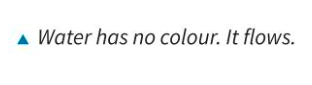 ▲ Water has no colour. It flows.